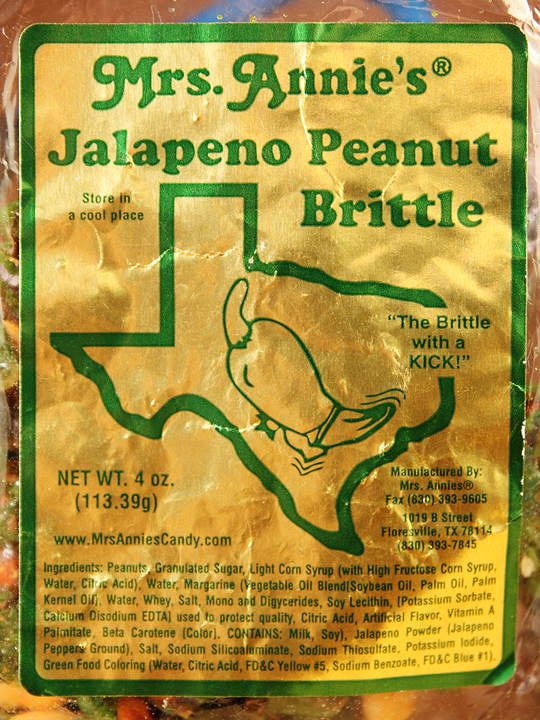 Mrs. Annie's®
Jalapeno Peanut
Brittle
Store in
a cool place
"The Brittle
with a
KICK!"
NET WT. 4 oz.
(113.39g)
www.MrsAnniesCandy.com
Manufactured By:
Mrs. Annies®
Fax (830) 393-9605
1019 B Street
Floresville, TX 78114
(830) 393-7845
Ingredients: Peanuts, Granulated Sugar, Light Corn Syrup (with High Fructose Corn Syrup,
Water, Citric Acid), Water, Margarine (Vegetable Oil Blend(Soybean Oil, Palm Oil, Palm
Kernel Oil), Water, Whey, Salt, Mono and Digycerides, Soy Lecithin, [Potassium Sorbate,
Calcium Disodium EDTA] used to protect quality, Citric Acid, Artificial Flavor, Vitamin A
Palmitate, Beta Carotene (Color). CONTAINS: Milk, Soy), Jalapeno Powder (Jalapeno
Peppers Ground), Salt, Sodium Silicoaluminate, Sodium Thiosulfate, Potassium Iodide,
Green Food Coloring (Water, Citric Acid, FD&C Yellow #5, Sodium Benzoate, FD&C Blue #1).